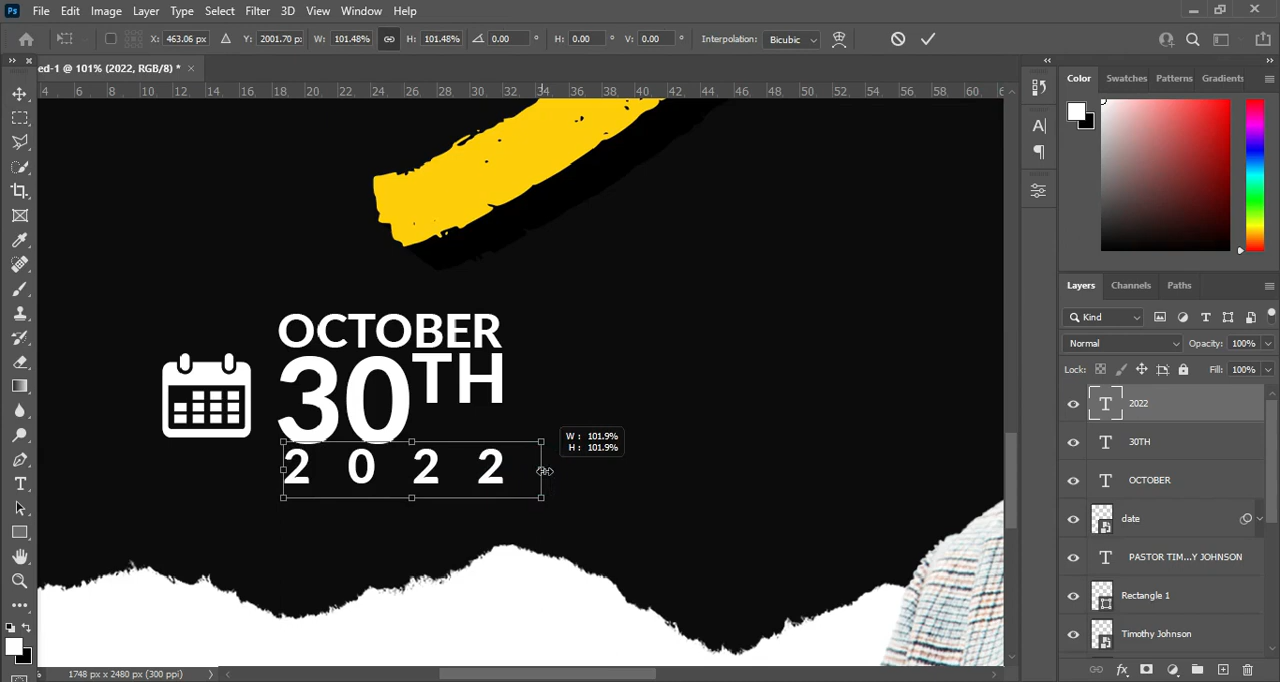 Ps File Edit Image Layer Type Select Filter 3D View Window Help
X: 463.06 px Y: 2001.70 p W: 101.48% H: 101.48% 0.00 ° H: 0.00 ° V: 0.00 ° Interpolation: Bicubic
ed-1 @ 101% (2022, RGB/8) * ×
4 6 8 10 12 14 16 18 20 22 24 26 28 30 32 34 36 38 40 42 44 46 48 50 52 54 56 58 60 6
Color Swatches Patterns Gradients
OCTOBER
30TH
2 0 2 2
W : 101.9%
H : 101.9%
Layers Channels Paths
Kind
Normal Opacity: 100%
Lock: Fill: 100%
T 2022
T 30TH
T OCTOBER
date
T PASTOR TIM...Y JOHNSON
Rectangle 1
Timothy Johnson
fx
1748 px x 2480 px (300 ppi)